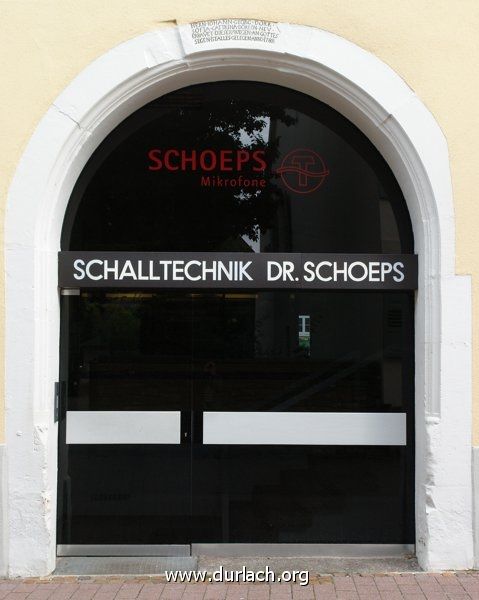 SCHOEPS
Mikrofone
SCHALLTECHNIK DR. SCHOEPS
www.durlach.org